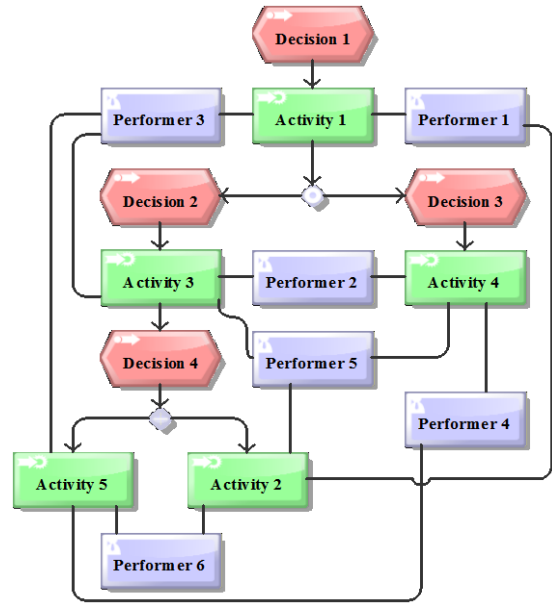 Decision 1
Performer 3
Activity 1
Performer 1
Decision 2
Decision 3
Activity 3
Performer 2
Activity 4
Decision 4
Performer 5
Performer 4
Activity 5
Activity 2
Performer 6